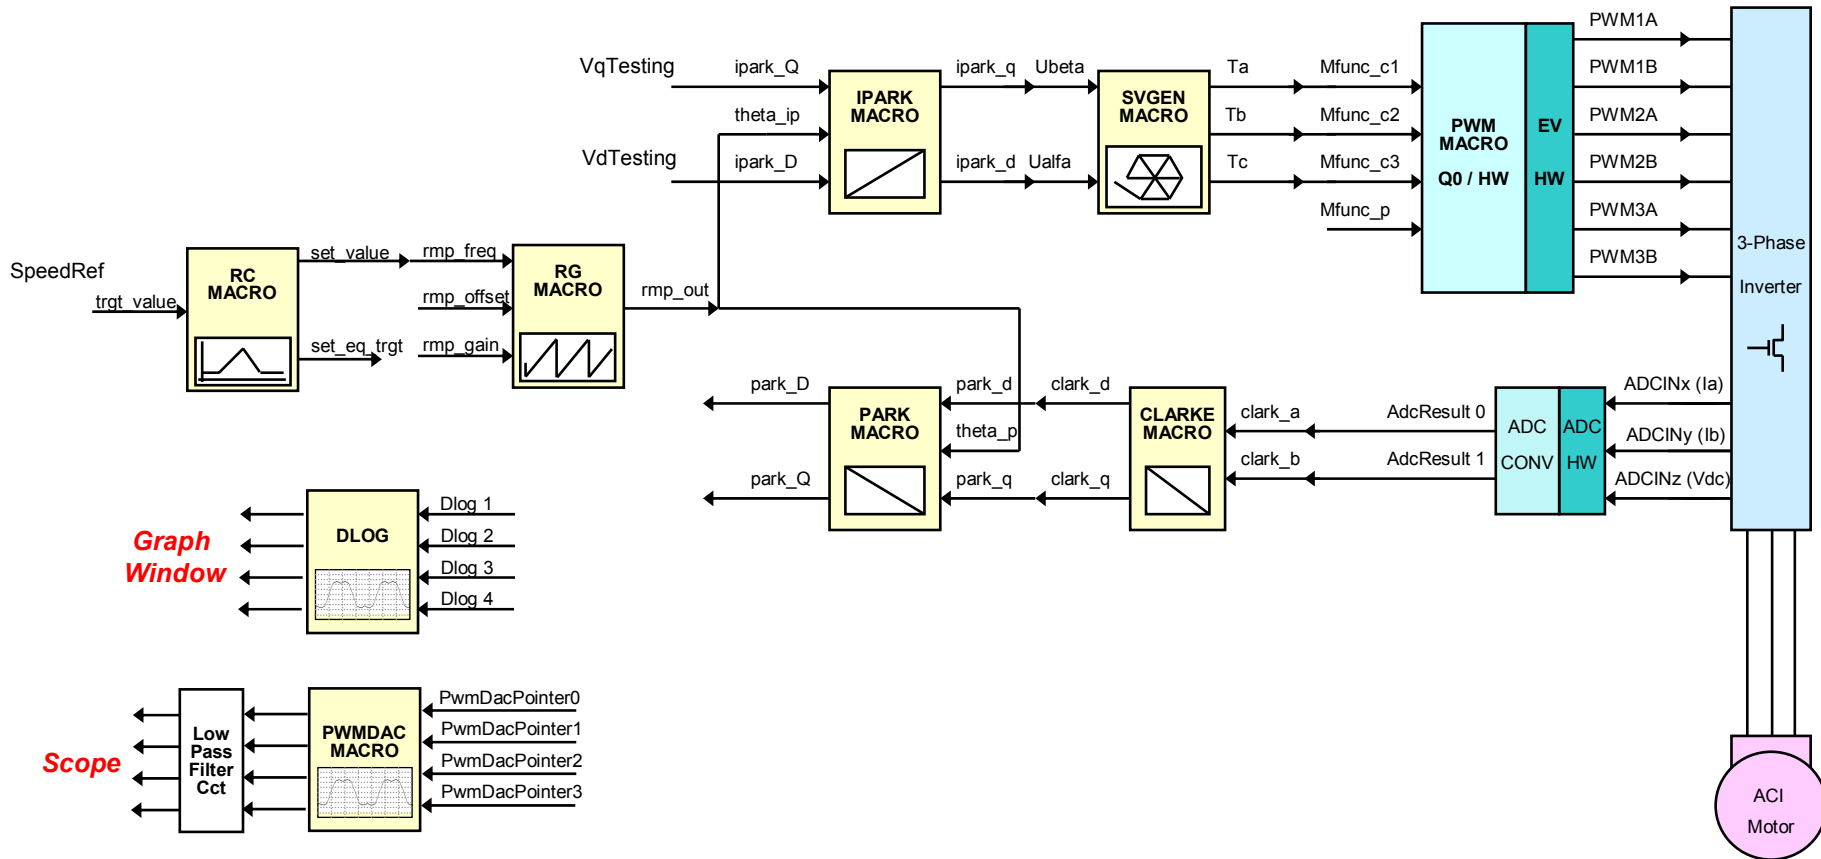 PWM1A
VqTesting
ipark_Q
ipark_q
Ubeta
Ta
Mfunc_c1
PWM1B
IPARK
MACRO
SVGEN
MACRO
theta_ip
Tb
Mfunc_c2
PWM
MACRO
Q0 / HW
EV
HW
PWM2A
VdTesting
ipark_D
ipark_d
Ualfa
Tc
Mfunc_c3
PWM2B
Mfunc_p
PWM3A
PWM3B
3-Phase
Inverter
SpeedRef
trgt_value
RC
MACRO
set_value
set_eq_trgt
rmp_freq
rmp_offset
rmp_gain
RG
MACRO
rmp_out
park_D
park_Q
PARK
MACRO
park_d
theta_p
park_q
clark_d
clark_q
CLARKE
MACRO
clark_a
clark_b
AdcResult 0
AdcResult 1
ADC
CONV
ADC
HW
ADCINx (Ia)
ADCINy (Ib)
ADCINz (Vdc)
Graph
Window
DLOG
Dlog 1
Dlog 2
Dlog 3
Dlog 4
Scope
Low
Pass
Filter
Cct
PWMDAC
MACRO
PwmDacPointer0
PwmDacPointer1
PwmDacPointer2
PwmDacPointer3
ACI
Motor